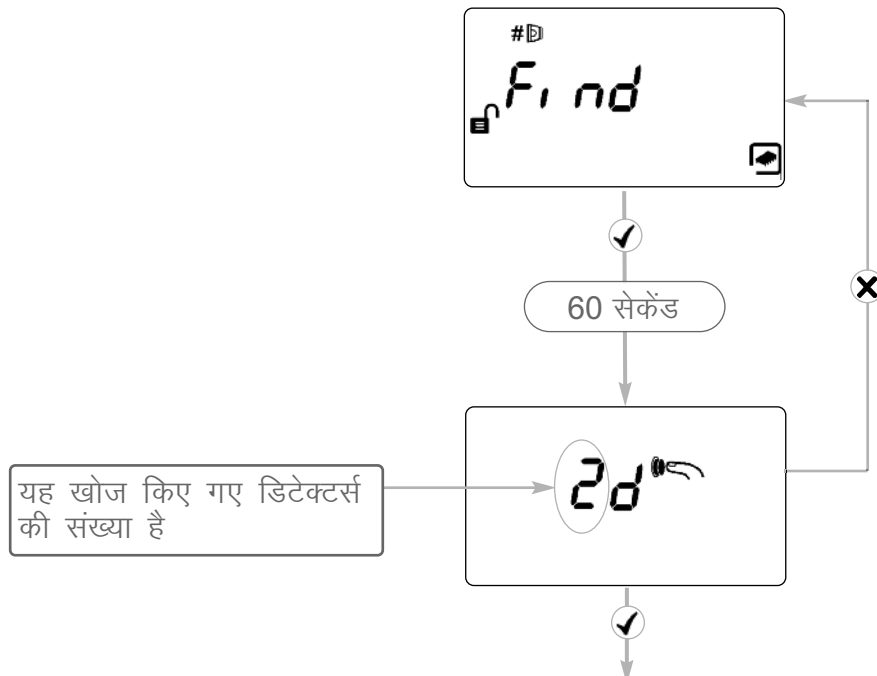 #
Find
60 सेकेंड
2d
यह खोज किए गए डिटेक्टर्स
की संख्या है